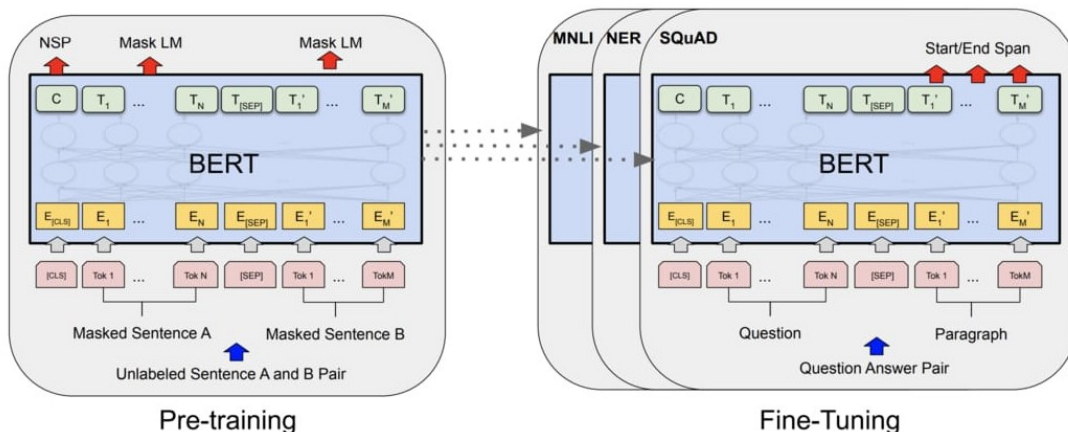 NSP Mask LM Mask LM
C T1 ... TN T[SEP] T1' ... TM'
BERT
E[CLS] E1 ... EN E[SEP] E1' ... EM'
[CLS] Tok 1 ... Tok N [SEP] Tok 1 ... TokM
Masked Sentence A Masked Sentence B
Unlabeled Sentence A and B Pair
Pre-training
MNLI NER SQuAD
Start/End Span
C T1 ... TN T[SEP] T1' ... TM'
BERT
E[CLS] E1 ... EN E[SEP] E1' ... EM'
[CLS] Tok 1 ... Tok N [SEP] Tok 1 ... TokM
Question Paragraph
Question Answer Pair
Fine-Tuning